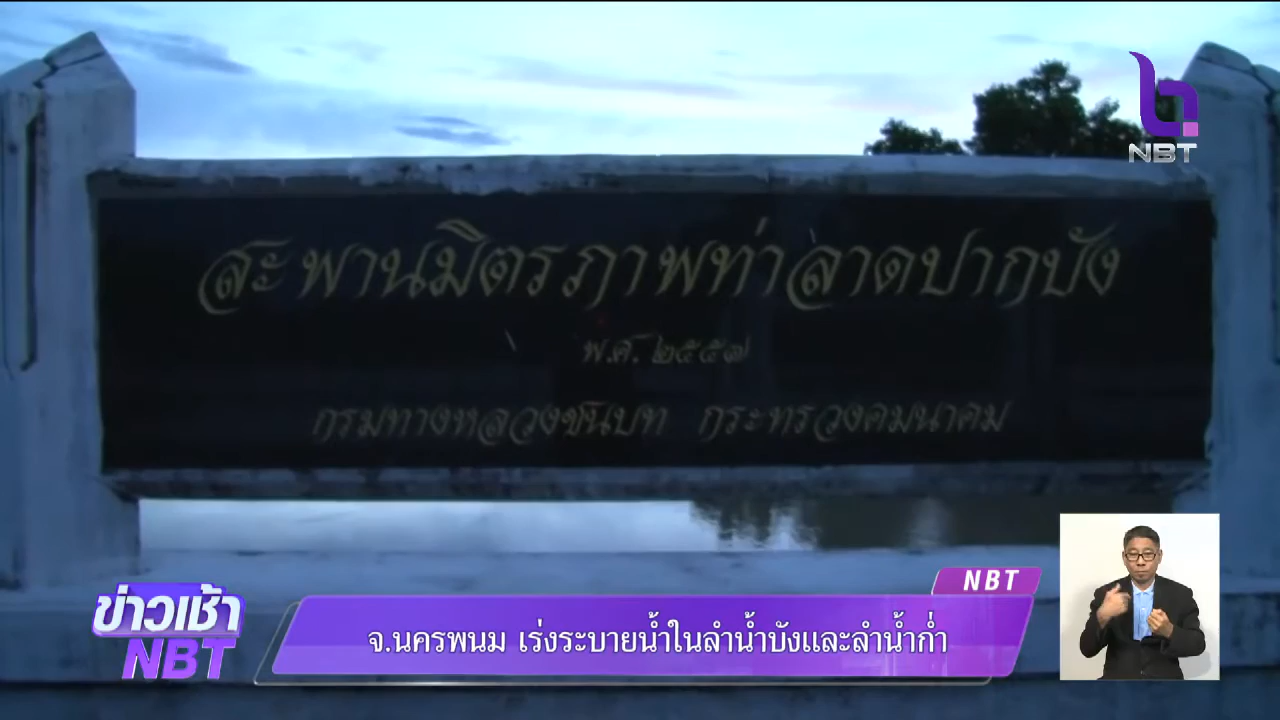 NBT
สะพานมิตรภาพท่าลาดปากบัง
พ.ศ. ๒๕๕๗
กรมทางหลวงชนบท กระทรวงคมนาคม
NBT
ข่าวเช้า
NBT
จ.นครพนม เร่งระบายน้ำในลำน้ำบังและลำน้ำก่ำ